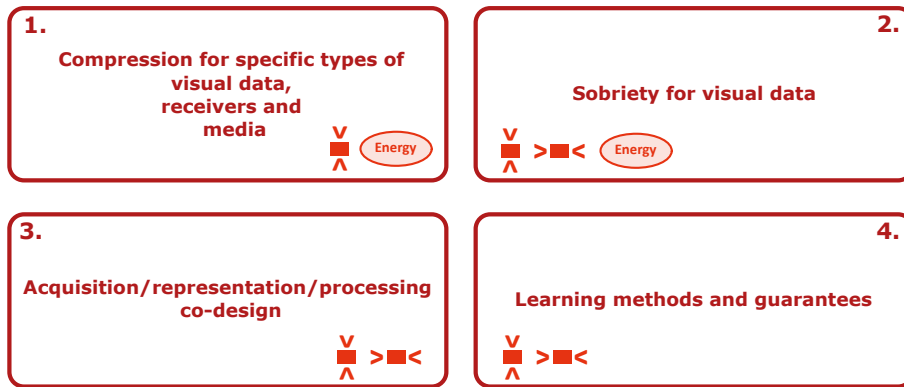 1.
Compression for specific types of
visual data,
receivers and
media
Energy
2.
Sobriety for visual data
Energy
3.
Acquisition/representation/processing
co-design
4.
Learning methods and guarantees